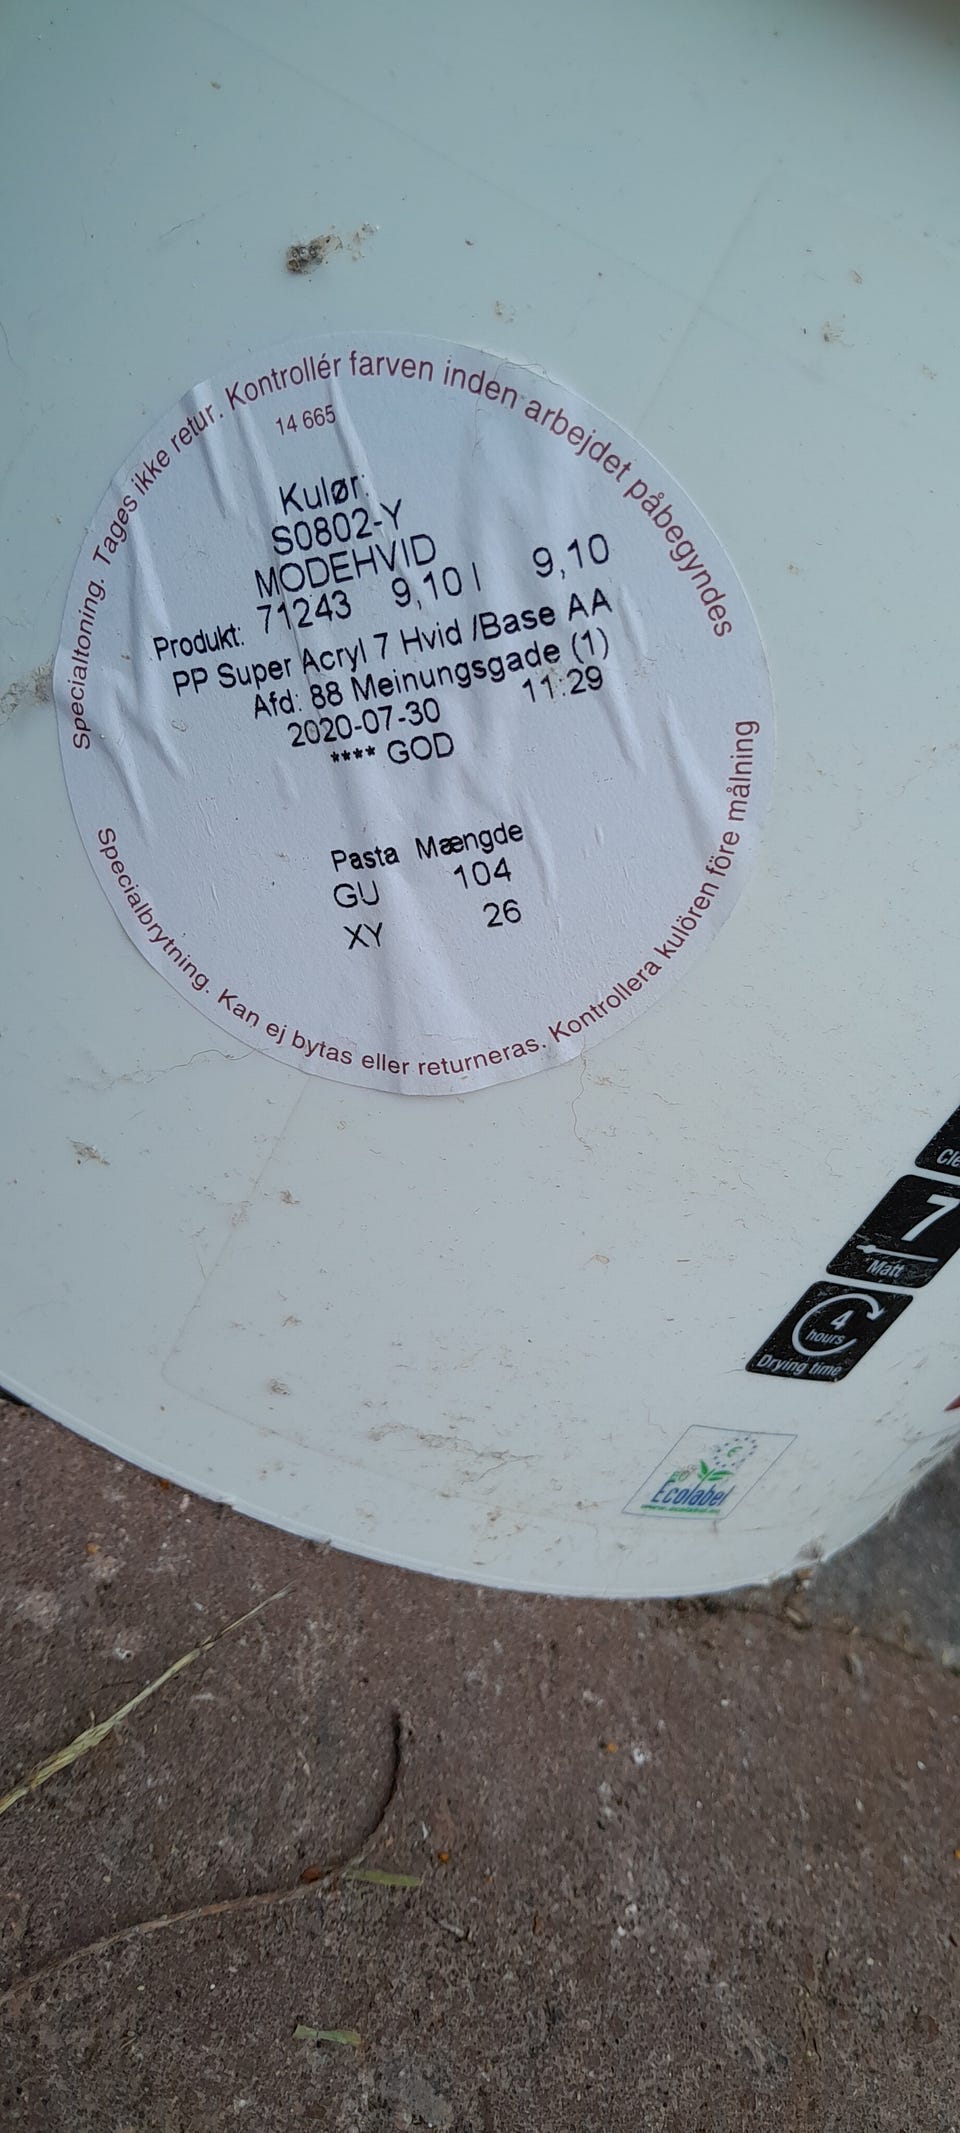 Specialtoning. Tages ikke retur. Kontrollér farven inden arbejdet påbegyndes
14 665
Kulør:
S0802-Y
MODEHVID
71243 9,10 l 9,10
Produkt:
PP Super Acryl 7 Hvid /Base AA
Afd: 88 Meinungsgade (1)
2020-07-30 11:29
**** GOD
Pasta Mængde
GU 104
XY 26
Specialbrytning. Kan ej bytas eller returneras. Kontrollera kulören före målning
7
Matt
4
hours
Drying time
Ecolabel